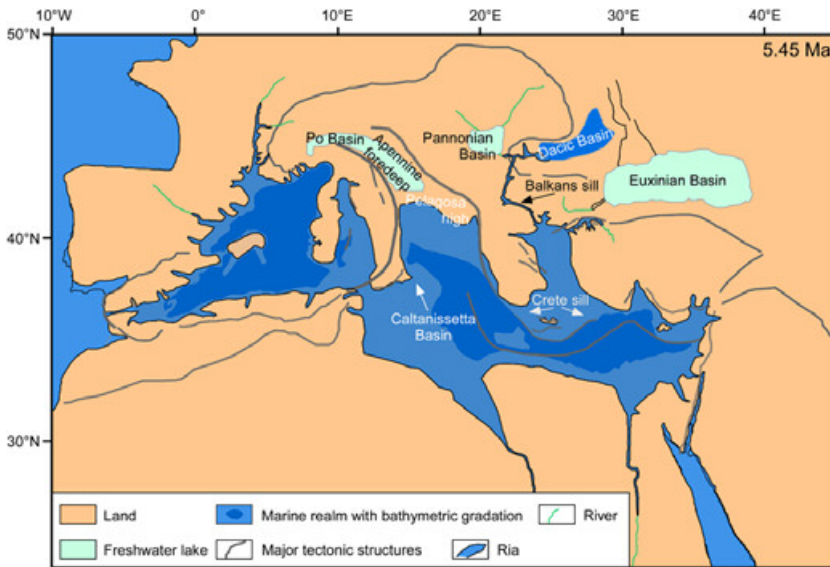 10°W
0°
10°E
20°E
30°E
40°E
50°N
5.45 Ma
Po Basin
Apennine
foredeep
Pannonian
Basin
Dacic Basin
Balkans sill
Euxinian Basin
Pelagosa
high
40°N
Crete sill
Caltanissetta
Basin
30°N
Land
Marine realm with bathymetric gradation
River
Freshwater lake
Major tectonic structures
Ria